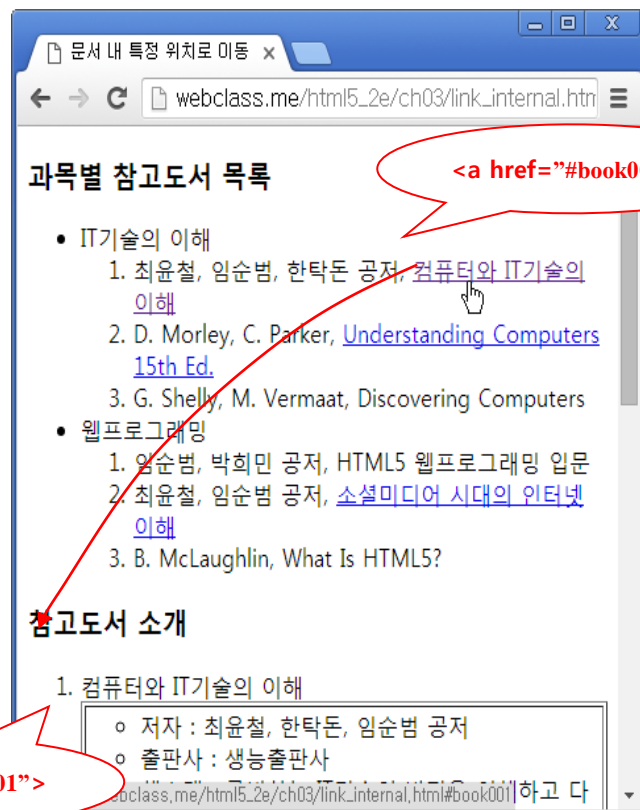 문서 내 특정 위치로 이동
webclass.me/html5_2e/ch03/link_internal.htm
과목별 참고도서 목록
<a href="#book0
• IT기술의 이해
1. 최윤철, 임순범, 한탁돈 공저, 컴퓨터와 IT기술의
이해
2. D. Morley, C. Parker, Understanding Computers
15th Ed.
3. G. Shelly, M. Vermaat, Discovering Computers
• 웹프로그래밍
1. 임순범, 박희민 공저, HTML5 웹프로그래밍 입문
2. 최윤철, 임순범 공저, 소셜미디어 시대의 인터넷
이해
3. B. McLaughlin, What Is HTML5?
참고도서 소개
1. 컴퓨터와 IT기술의 이해
저자 : 최윤철, 한탁돈, 임순범 공저
출판사 : 생능출판사
하고 다
01">
webclass.me/html5_2e/ch03/link_internal.html#book001